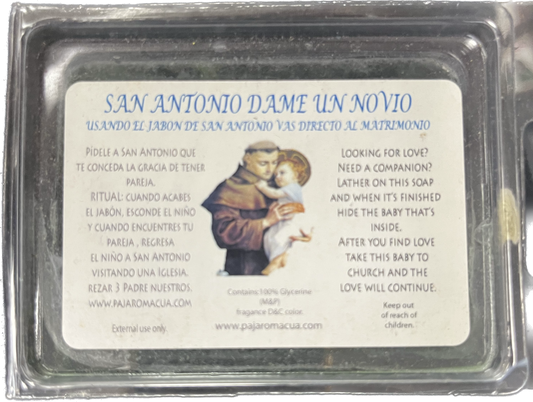 SAN ANTONIO DAME UN NOVIO
USANDO EL JABON DE SAN ANTONIO VAS DIRECTO AL MATRIMONIO
PÍDELE A SAN ANTONIO QUE
TE CONCEDA LA GRACIA DE TENER
PAREJA.
RITUAL: CUANDO ACABES
EL JABÓN, ESCONDE EL NIÑO
Y CUANDO ENCUENTRES TU
PAREJA , REGRESA
EL NIÑO A SAN ANTONIO
VISITANDO UNA IGLESIA,
REZAR 3 PADRE NUESTROS.
WWW.PAJAROMACUA.COM
External use only.
Contains 100% Glycerine
(M&P)
fragance D&C color.
www.pajaromacua.com
LOOKING FOR LOVE?
NEED A COMPANION?
LATHER ON THIS SOAP
AND WHEN IT'S FINISHED
HIDE THE BABY THAT'S
INSIDE.
AFTER YOU FIND LOVE
TAKE THIS BABY TO
CHURCH AND THE
LOVE WILL CONTINUE.
Keep out
of reach of
children.